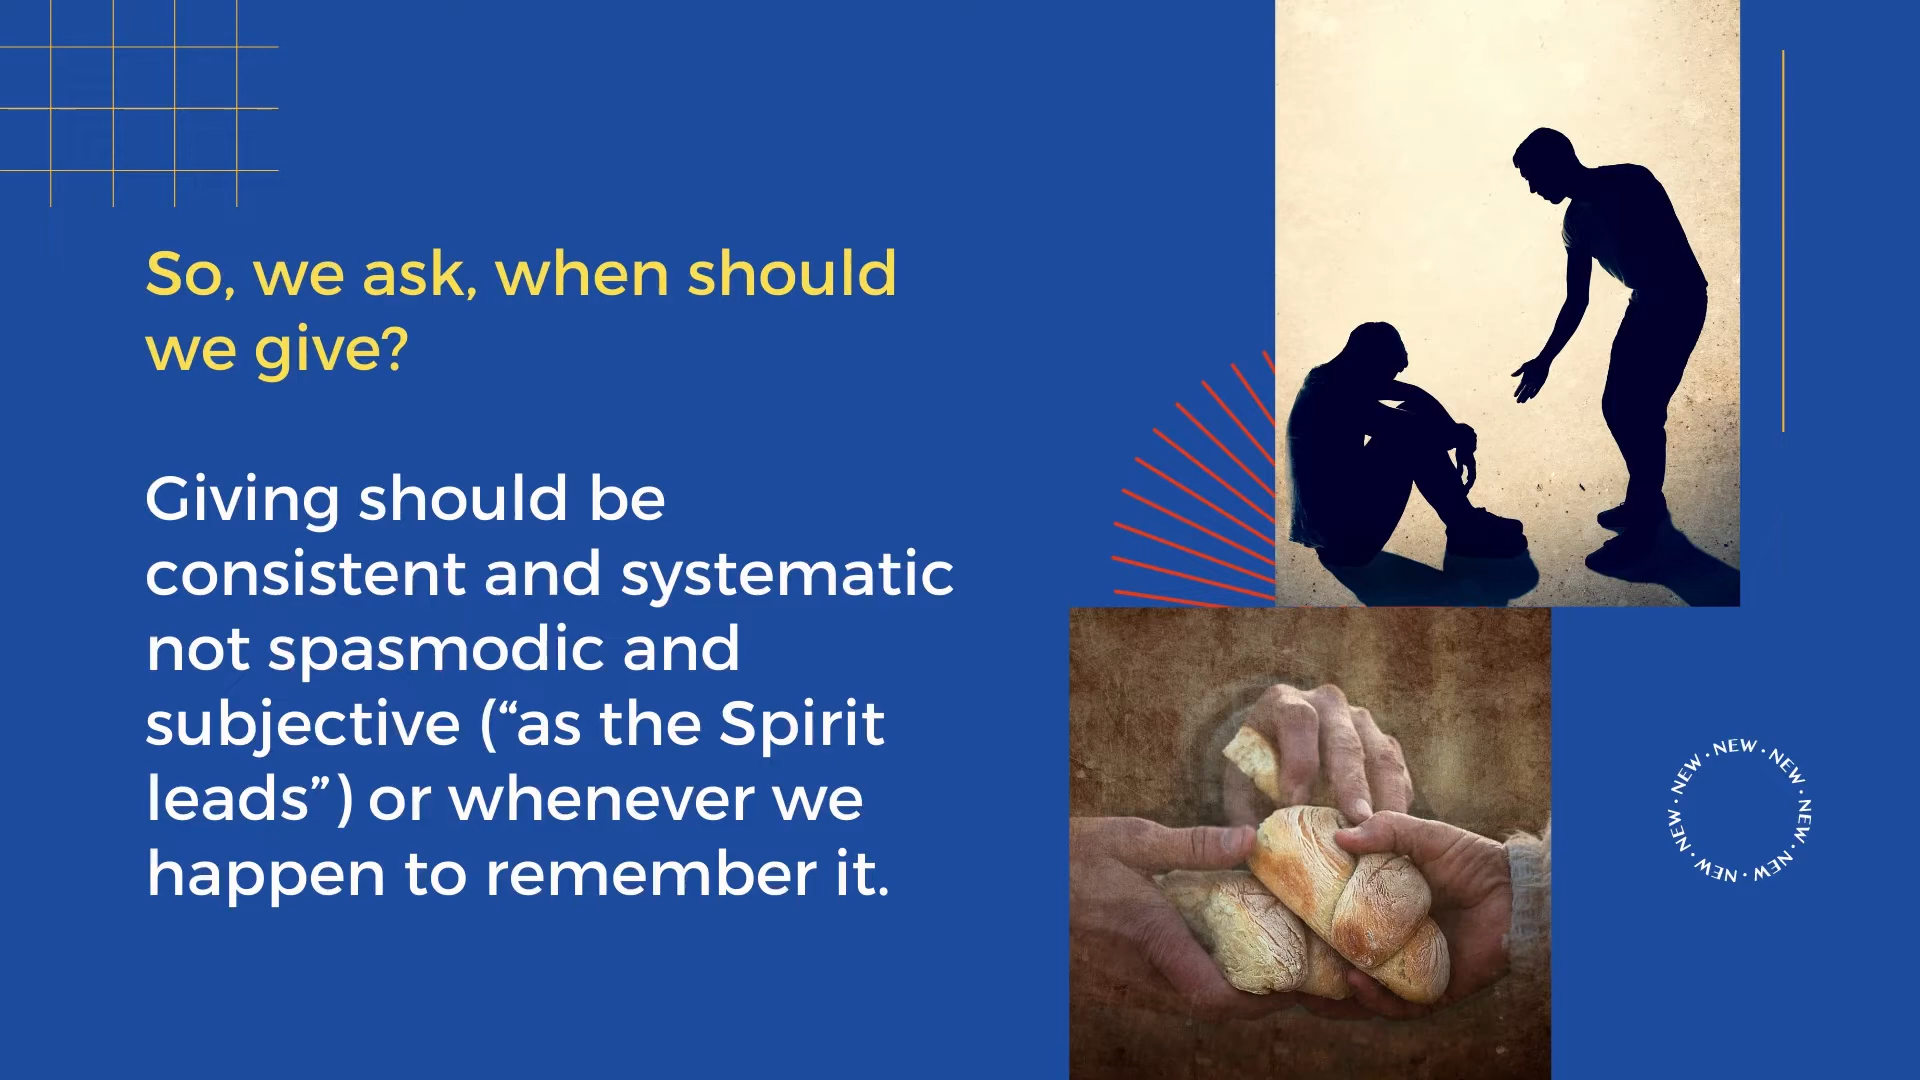 So, we ask, when should
we give?
Giving should be
consistent and systematic
not spasmodic and
subjective (“as the Spirit
leads”) or whenever we
happen to remember it.
NEW • NEW • NEW • NEW • NEW • NEW • NEW •